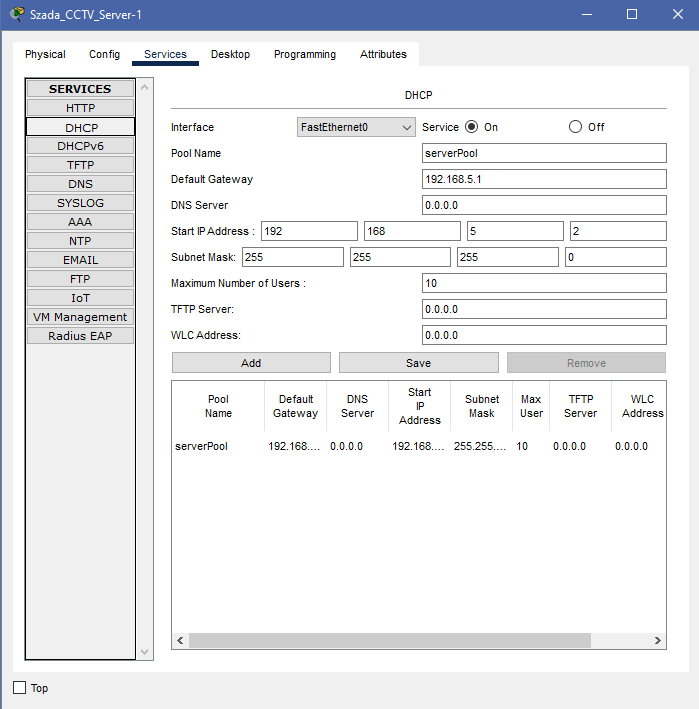 Szada_CCTV_Server-1
Physical Config Services Desktop Programming Attributes
SERVICES
HTTP
DHCP
DHCPv6
TFTP
DNS
SYSLOG
AAA
NTP
EMAIL
FTP
IoT
VM Management
Radius EAP
DHCP
Interface FastEthernet0 Service On Off
Pool Name serverPool
Default Gateway 192.168.5.1
DNS Server 0.0.0.0
Start IP Address : 192 168 5 2
Subnet Mask: 255 255 255 0
Maximum Number of Users : 10
TFTP Server: 0.0.0.0
WLC Address: 0.0.0.0
Add Save Remove
Pool Name Default Gateway DNS Server Start IP Address Subnet Mask Max User TFTP Server WLC Address
serverPool 192.168.... 0.0.0.0 192.168.... 255.255.... 10 0.0.0.0 0.0.0.0
Top